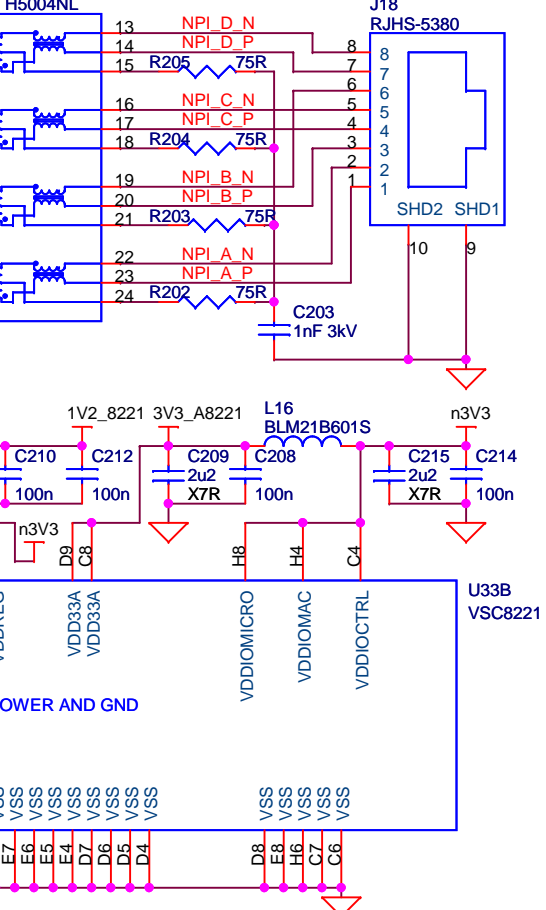 H5004NL
J18
RJHS-5380
13 NPI_D_N
14 NPI_D_P 8 8
15 R205 75R 7 7
6 6
16 NPI_C_N 5 5
17 NPI_C_P 4 4
18 R204 75R 3 3
2 2
19 NPI_B_N 1 1
20 NPI_B_P
21 R203 75R SHD2 SHD1
22 NPI_A_N 10 9
23 NPI_A_P
24 R202 75R
C203
1nF 3kV
L16
1V2_8221 3V3_A8221 BLM21B601S n3V3
C210 C212 C209 C208 C215 C214
2u2 2u2
100n 100n X7R 100n X7R 100n
n3V3
D9 C8 H8 H4 C4
U33B
VSC8221
VDD33A VDD33A VDDIOMICRO VDDIOMAC VDDIOCTRL
OWER AND GND
VSS VSS VSS VSS VSS VSS VSS VSS VSS VSS VSS VSS VSS
E7 E6 E5 E4 D7 D6 D5 D4 D8 E8 H6 C7 C6